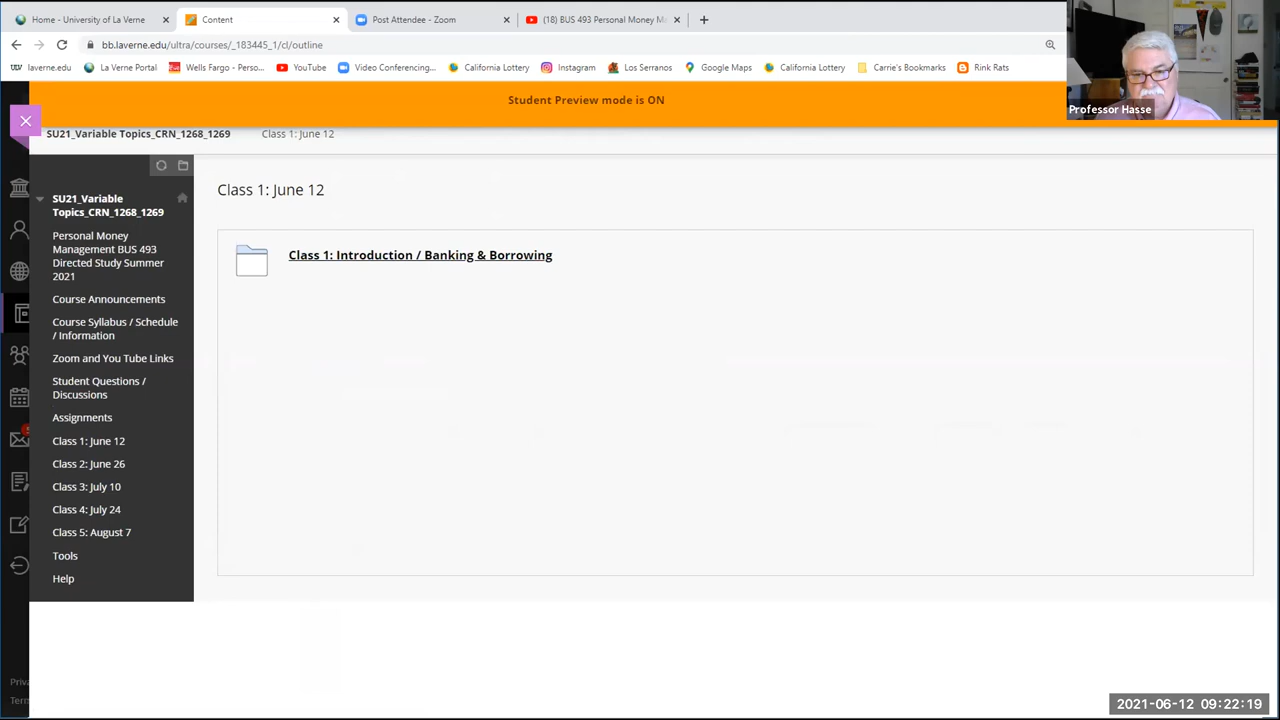 Home - University of La Verne
Content
Post Attendee - Zoom
(18) BUS 493 Personal Money Ma
bb.laverne.edu/ultra/courses/_183445_1/cl/outline
laverne.edu
La Verne Portal
Wells Fargo - Perso...
YouTube
Video Conferencing...
California Lottery
Instagram
Los Serranos
Google Maps
California Lottery
Carrie's Bookmarks
Rink Rats
Professor Hasse
Student Preview mode is ON
SU21_Variable Topics_CRN_1268_1269
Class 1: June 12
SU21_Variable
Topics_CRN_1268_1269
Personal Money
Management BUS 493
Directed Study Summer
2021
Course Announcements
Course Syllabus / Schedule
/ Information
Zoom and You Tube Links
Student Questions /
Discussions
Assignments
Class 1: June 12
Class 2: June 26
Class 3: July 10
Class 4: July 24
Class 5: August 7
Tools
Help
Class 1: June 12
Class 1: Introduction / Banking & Borrowing
Priva
Term
2021-06-12 09:22:19